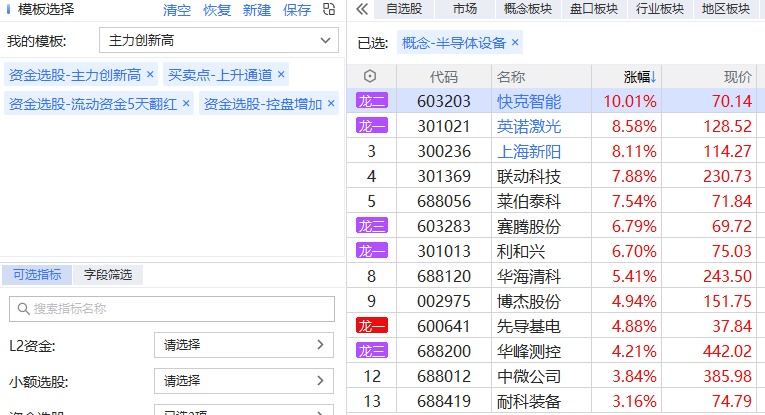 模板选择 清空 恢复 新建 保存
我的模板: 主力创新高
资金选股-主力创新高 × 买卖点-上升通道 ×
资金选股-流动资金5天翻红 × 资金选股-控盘增加 ×
可选指标 字段筛选
搜索指标名称
L2资金: 请选择
小额选股: 请选择
自选股 市场 概念板块 盘口板块 行业板块 地区板块
已选: 概念-半导体设备 ×
代码 名称 涨幅↓ 现价
龙二 603203 快克智能 10.01% 70.14
龙一 301021 英诺激光 8.58% 128.52
3 300236 上海新阳 8.11% 114.27
4 301369 联动科技 7.88% 230.73
5 688056 莱伯泰科 7.54% 71.84
龙三 603283 赛腾股份 6.79% 69.72
龙一 301013 利和兴 6.70% 75.03
8 688120 华海清科 5.41% 243.50
9 002975 博杰股份 4.94% 151.75
龙一 600641 先导基电 4.88% 37.84
龙三 688200 华峰测控 4.21% 442.02
12 688012 中微公司 3.84% 385.98
13 688419 耐科装备 3.16% 74.79